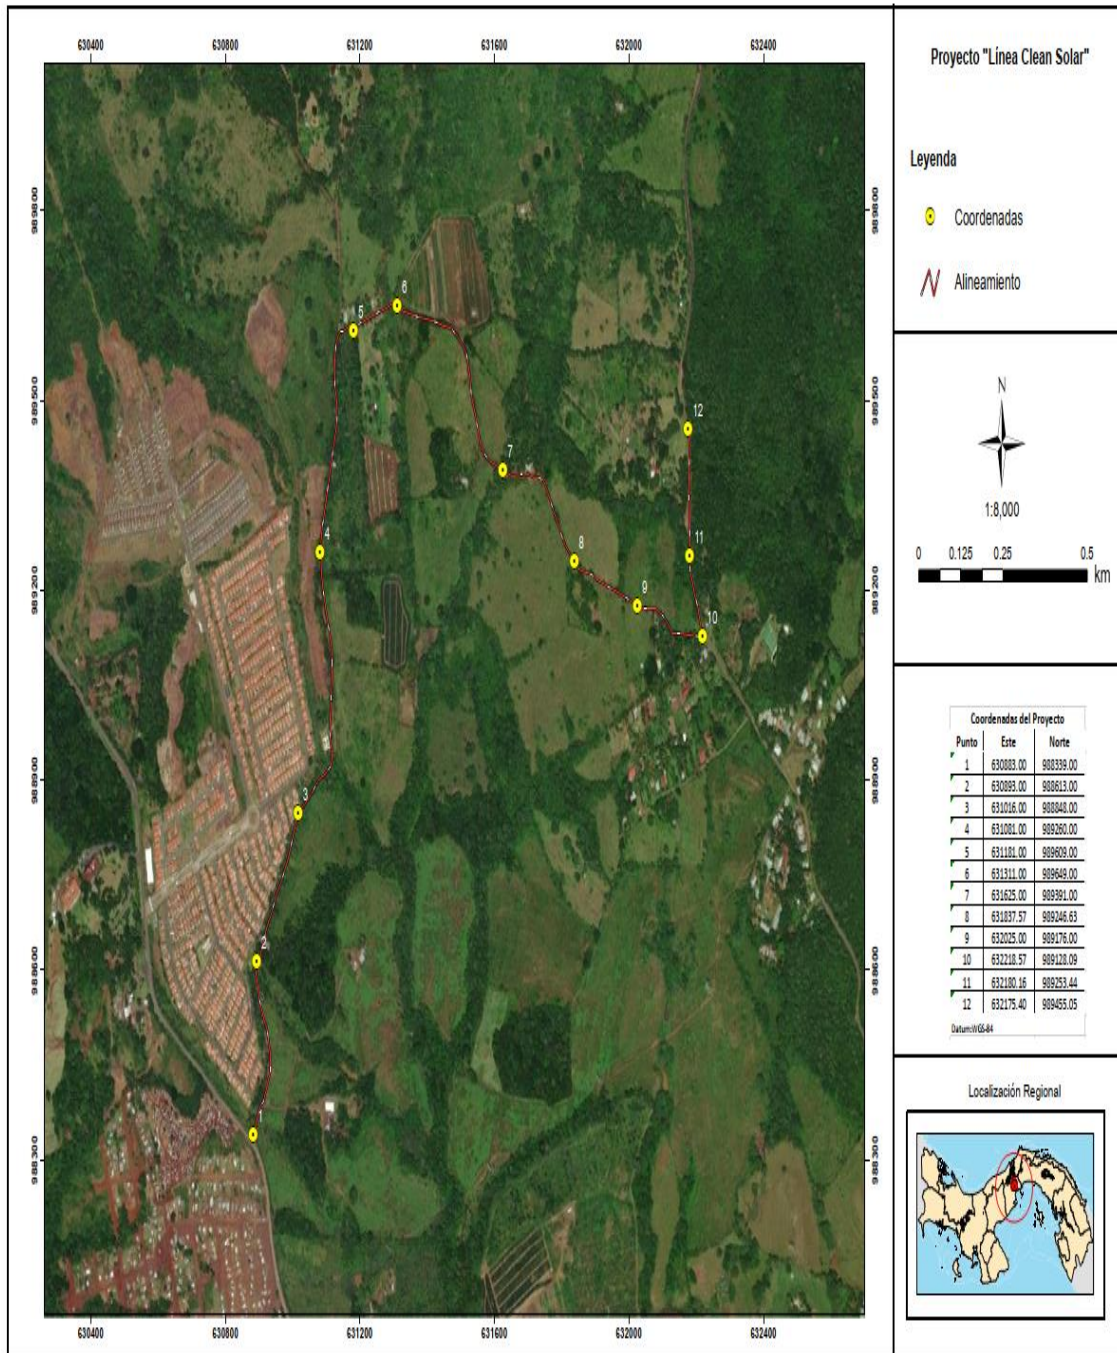 630400 630800 631200 631600 632000 632400
989800 989800
989500 989500
989200 989200
988900 988900
988600 988600
988300 988300
6
5
12
7
4
11
8
9
10
3
2
630400 630800 631200 631600 632000 632400
Proyecto "Línea Clean Solar"
Leyenda
Coordenadas
Alineamiento
N
1:8,000
0 0.125 0.25 0.5
km
Coordenadas del Proyecto
Punto Este Norte
1 630883.00 988339.00
2 630893.00 988613.00
3 631016.00 988848.00
4 631081.00 989260.00
5 631181.00 989609.00
6 631311.00 989649.00
7 631625.00 989391.00
8 631837.57 989246.63
9 632025.00 989176.00
10 632218.57 989128.09
11 632180.16 989253.44
12 632175.40 989455.05
Datum:WGS-84
Localización Regional